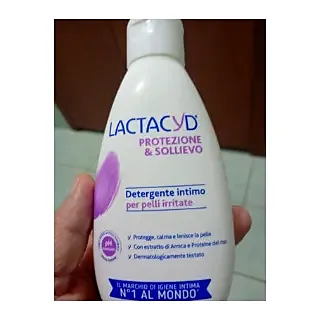 LACTACYD®
PROTEZIONE
& SOLLIEVO
Detergente intimo
per pelli irritate
pH
• Protegge, calma e lenisce la pelle
• Con estratto di Arnica e Proteine del riso
• Dermatologicamente testato
IL MARCHIO DI IGIENE INTIMA
N°1 AL MONDO*